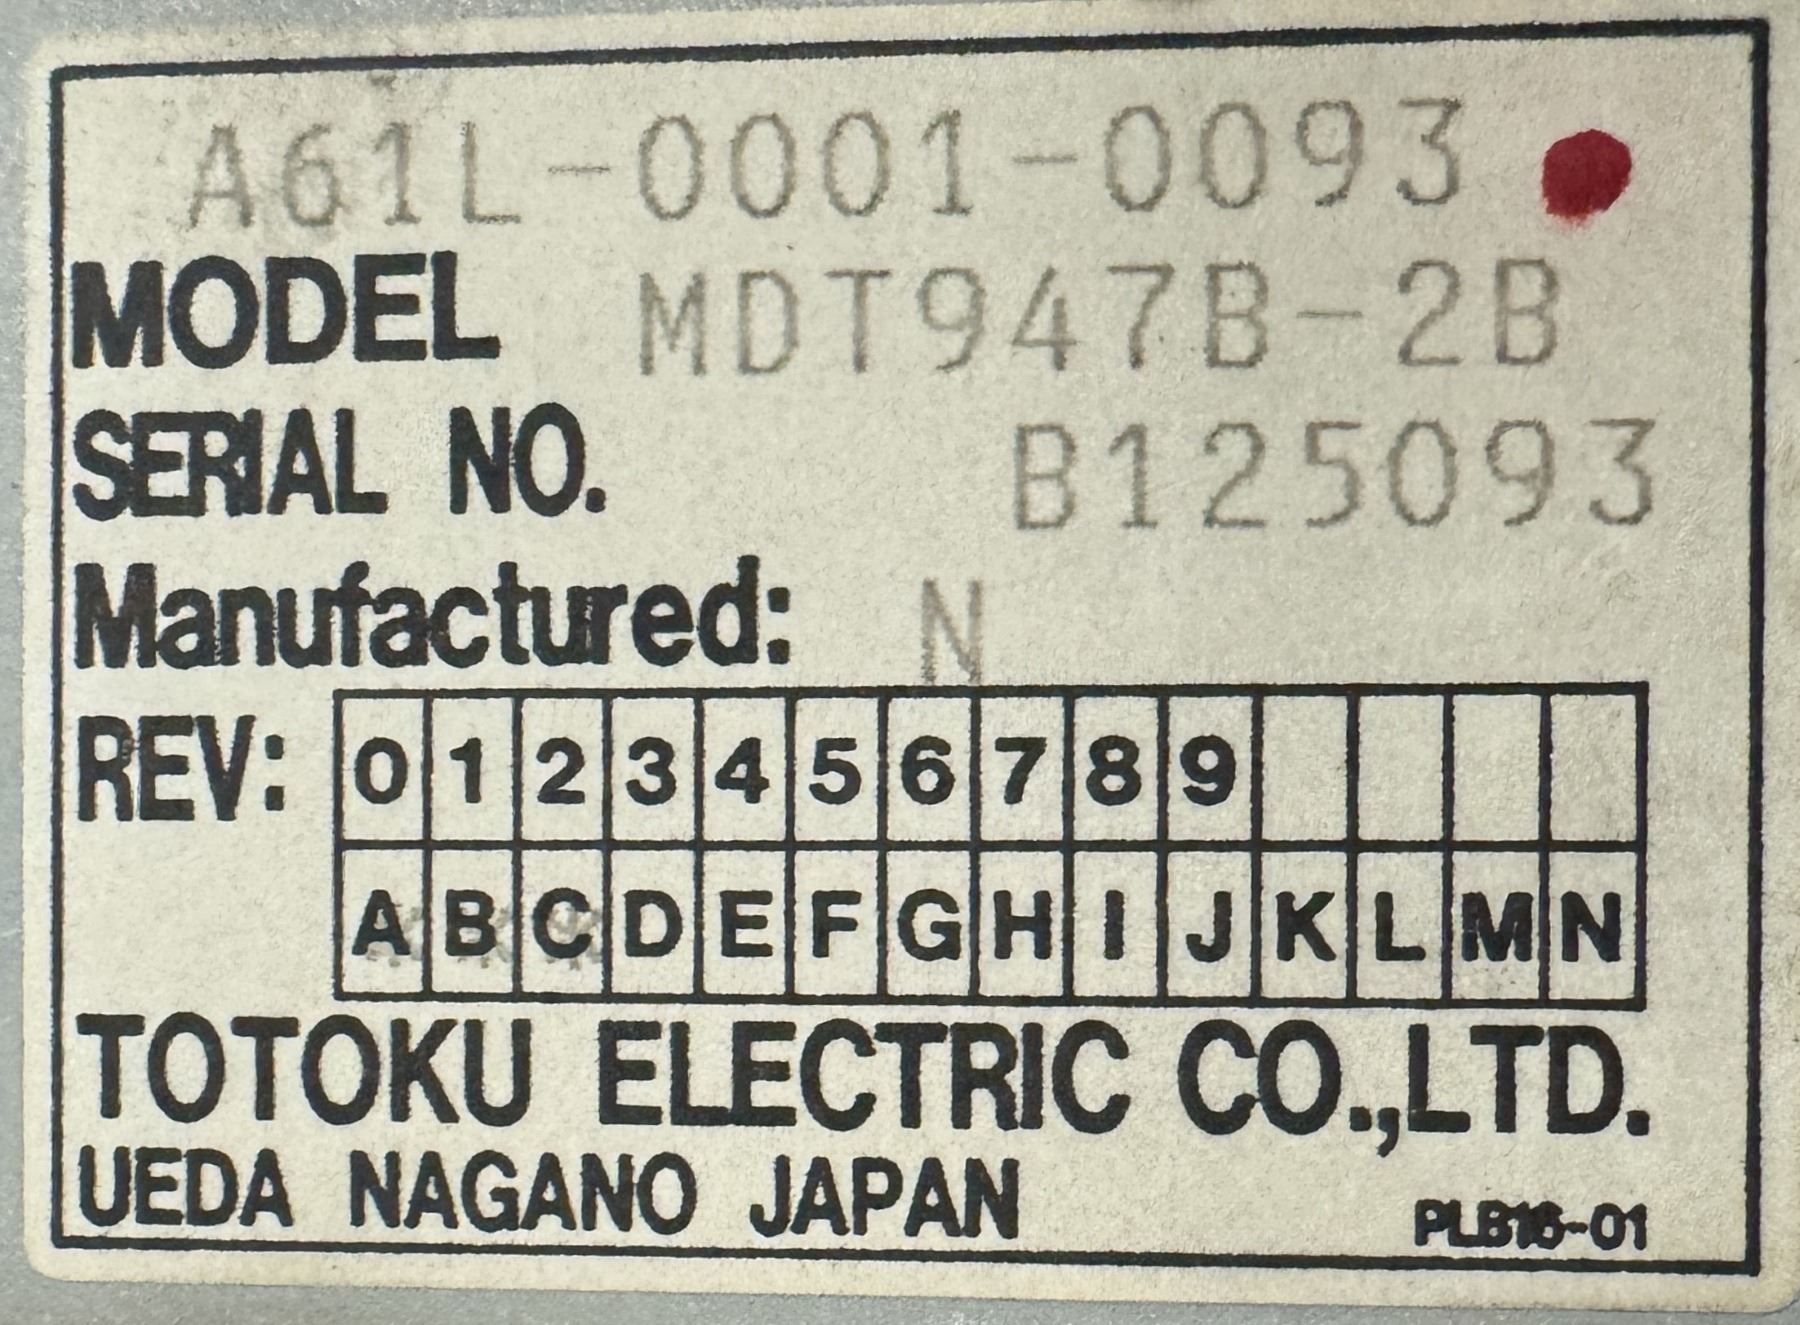 A61L-0001-0093
MODEL MDT947B-2B
SERIAL NO. B125093
Manufactured: N
REV: 0 1 2 3 4 5 6 7 8 9
A B C D E F G H I J K L M N
TOTOKU ELECTRIC CO.,LTD.
UEDA NAGANO JAPAN
PLB16-01